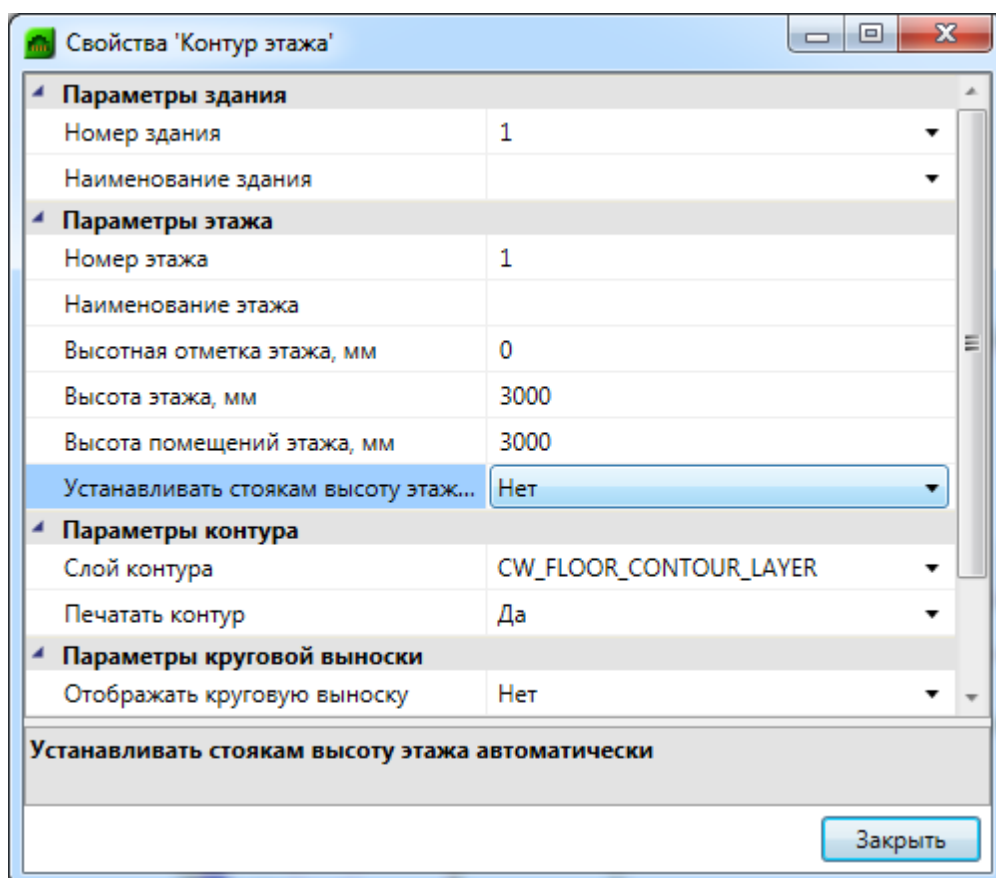 Свойства 'Контур этажа'
Параметры здания
Номер здания 1
Наименование здания
Параметры этажа
Номер этажа 1
Наименование этажа
Высотная отметка этажа, мм 0
Высота этажа, мм 3000
Высота помещений этажа, мм 3000
Устанавливать стоякам высоту этаж... Нет
Параметры контура
Слой контура CW_FLOOR_CONTOUR_LAYER
Печатать контур Да
Параметры круговой выноски
Отображать круговую выноску Нет
Устанавливать стоякам высоту этажа автоматически
Закрыть